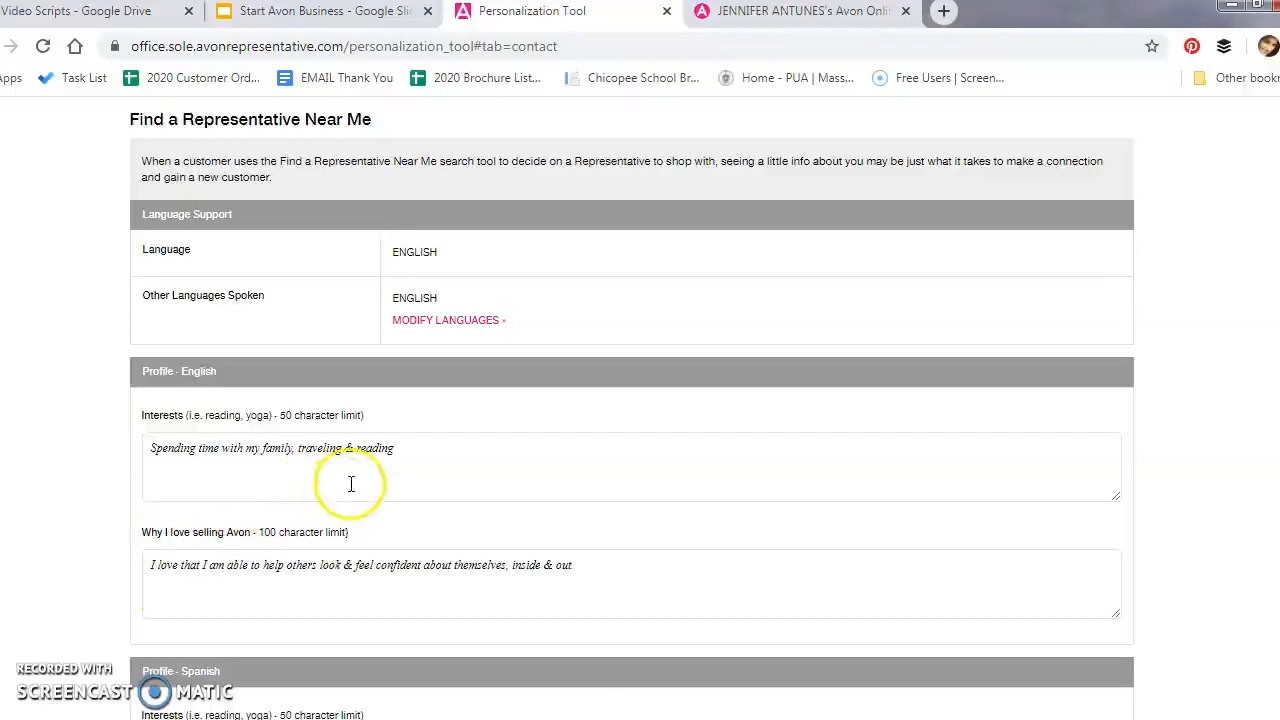 Video Scripts - Google Drive
Start Avon Business - Google Sli
Personalization Tool
JENNIFER ANTUNES's Avon Onli
office.sole.avonrepresentative.com/personalization_tool#tab=contact
Apps
Task List
2020 Customer Ord...
EMAIL Thank You
2020 Brochure List...
Chicopee School Br...
Home - PUA | Mass...
Free Users | Screen...
Other bookr
Find a Representative Near Me
When a customer uses the Find a Representative Near Me search tool to decide on a Representative to shop with, seeing a little info about you may be just what it takes to make a connection
and gain a new customer.
Language Support
Language
ENGLISH
Other Languages Spoken
ENGLISH
MODIFY LANGUAGES »
Profile - English
Interests (i.e. reading, yoga) - 50 character limit)
Spending time with my family, traveling & reading
Why I love selling Avon - 100 character limit)
I love that I am able to help others look & feel confident about themselves, inside & out.
RECORDED WITH
SCREENCAST MATIC
Profile - Spanish
Interests (i.e. reading, yoga) - 50 character limit)